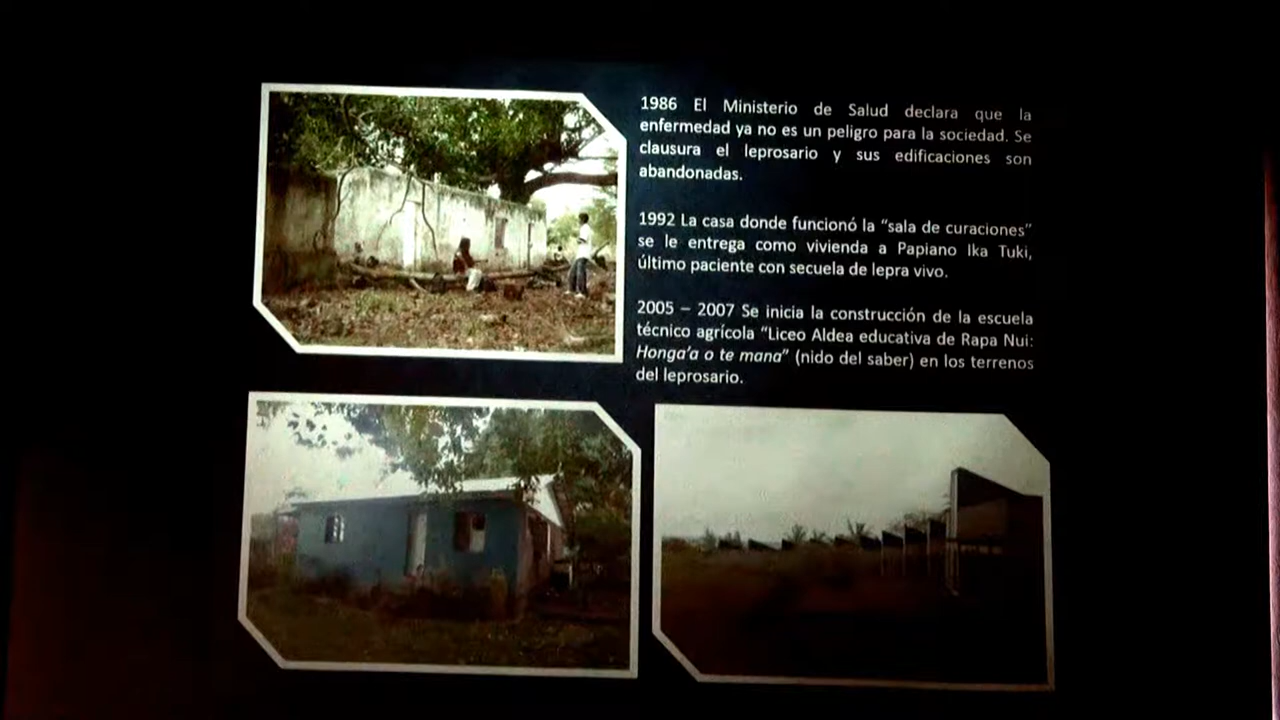 1986 El Ministerio de Salud declara que la
enfermedad ya no es un peligro para la sociedad. Se
clausura el leprosario y sus edificaciones son
abandonadas.
1992 La casa donde funcionó la “sala de curaciones”
se le entrega como vivienda a Papiano Ika Tuki,
último paciente con secuela de lepra vivo.
2005 – 2007 Se inicia la construcción de la escuela
técnico agrícola “Liceo Aldea educativa de Rapa Nui:
Honga’a o te mana” (nido del saber) en los terrenos
del leprosario.